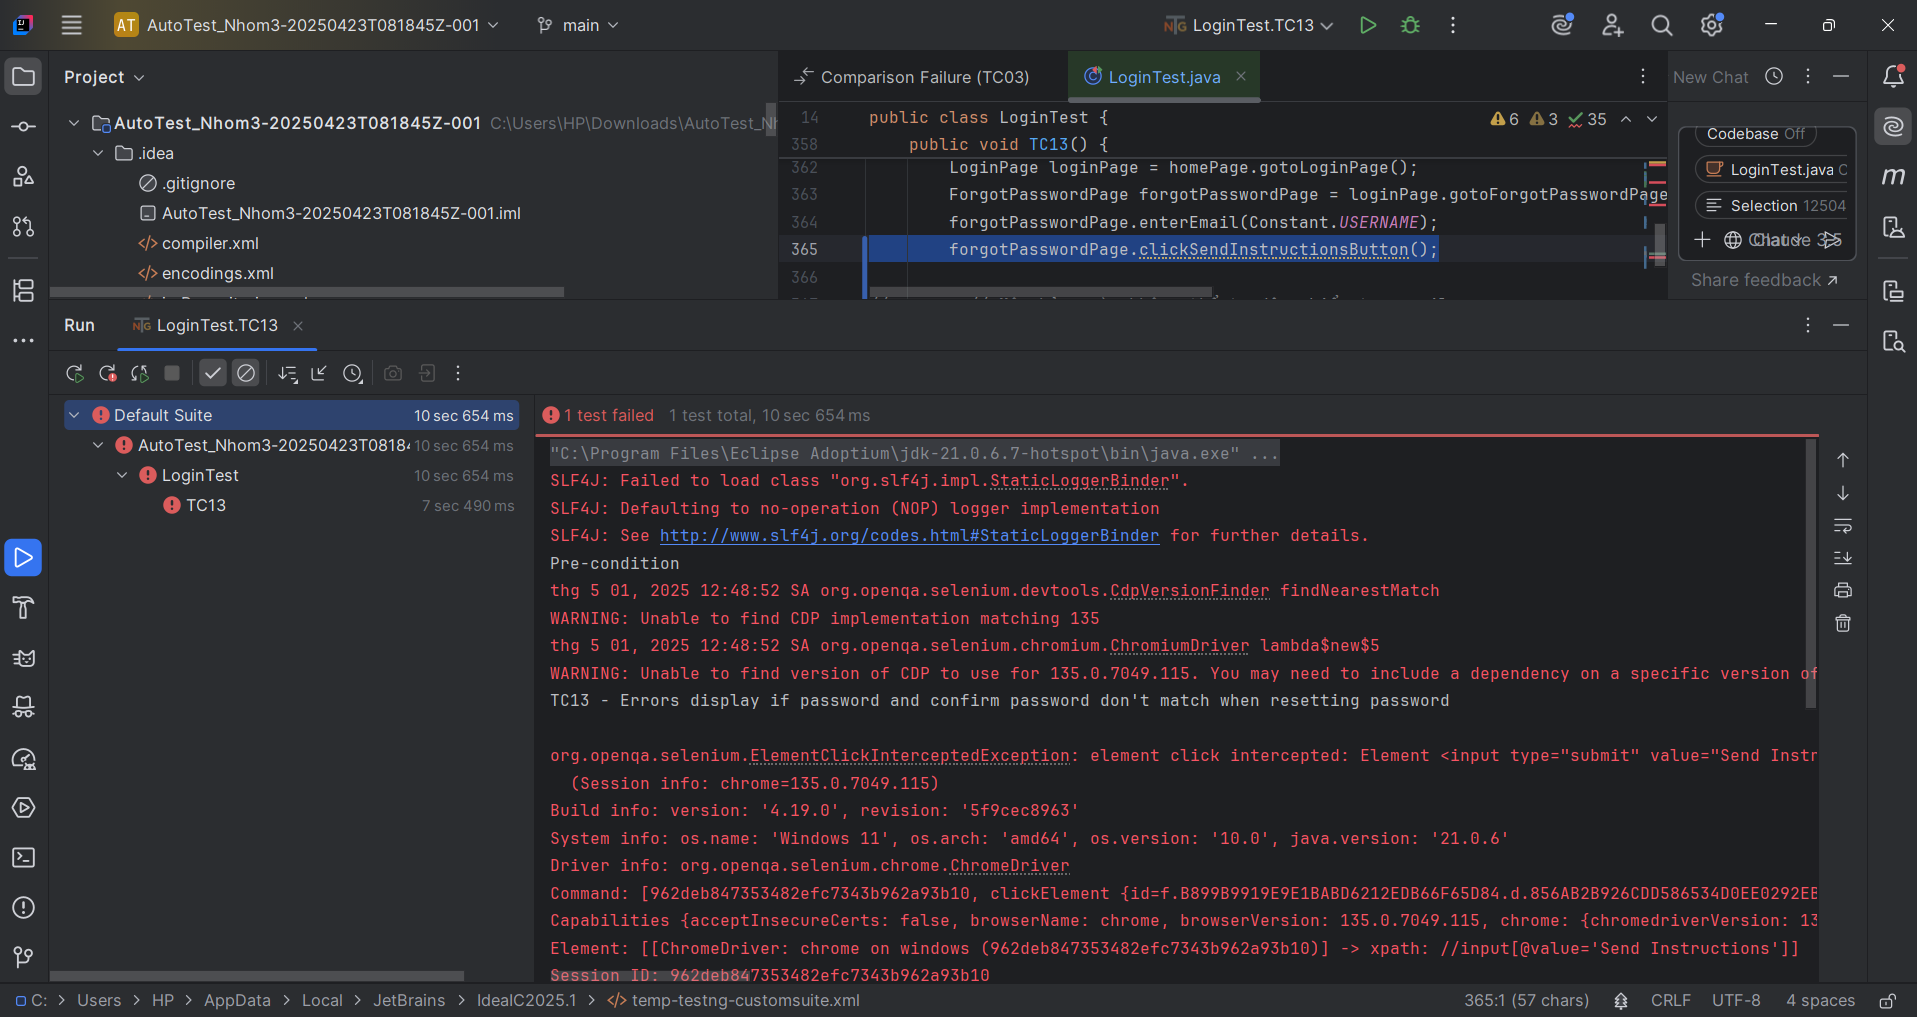 AT AutoTest_Nhom3-20250423T081845Z-001 main LoginTest.TC13
Project
AutoTest_Nhom3-20250423T081845Z-001 C:\Users\HP\Downloads\AutoTest_Nh
.idea
.gitignore
AutoTest_Nhom3-20250423T081845Z-001.iml
compiler.xml
encodings.xml
Comparison Failure (TC03) LoginTest.java
14 public class LoginTest {
6 3 35
358 public void TC13() {
362 LoginPage loginPage = homePage.gotoLoginPage();
363 ForgotPasswordPage forgotPasswordPage = loginPage.gotoForgotPasswordPage
364 forgotPasswordPage.enterEmail(Constant.USERNAME);
365 forgotPasswordPage.clickSendInstructionsButton();
366
New Chat
Codebase Off
LoginTest.java
Selection 12504
Share feedback
Run LoginTest.TC13
Default Suite 10 sec 654 ms
AutoTest_Nhom3-20250423T0818 10 sec 654 ms
LoginTest 10 sec 654 ms
TC13 7 sec 490 ms
1 test failed 1 test total, 10 sec 654 ms
"C:\Program Files\Eclipse Adoptium\jdk-21.0.6.7-hotspot\bin\java.exe" ...
SLF4J: Failed to load class "org.slf4j.impl.StaticLoggerBinder".
SLF4J: Defaulting to no-operation (NOP) logger implementation
SLF4J: See http://www.slf4j.org/codes.html#StaticLoggerBinder for further details.
Pre-condition
thg 5 01, 2025 12:48:52 SA org.openqa.selenium.devtools.CdpVersionFinder findNearestMatch
WARNING: Unable to find CDP implementation matching 135
thg 5 01, 2025 12:48:52 SA org.openqa.selenium.chromium.ChromiumDriver lambda$new$5
WARNING: Unable to find version of CDP to use for 135.0.7049.115. You may need to include a dependency on a specific version of
TC13 - Errors display if password and confirm password don't match when resetting password
org.openqa.selenium.ElementClickInterceptedException: element click intercepted: Element <input type="submit" value="Send Instr
(Session info: chrome=135.0.7049.115)
Build info: version: '4.19.0', revision: '5f9cec8963'
System info: os.name: 'Windows 11', os.arch: 'amd64', os.version: '10.0', java.version: '21.0.6'
Driver info: org.openqa.selenium.chrome.ChromeDriver
Command: [962deb847353482efc7343b962a93b10, clickElement {id=f.B899B9919E9E1BABD6212EDB66F65D84.d.856AB2B926CDD586534D0EE0292EB
Capabilities {acceptInsecureCerts: false, browserName: chrome, browserVersion: 135.0.7049.115, chrome: {chromedriverVersion: 13
Element: [[ChromeDriver: chrome on windows (962deb847353482efc7343b962a93b10)] -> xpath: //input[@value='Send Instructions']]
Session ID: 962deb847353482efc7343b962a93b10
C: > Users > HP > AppData > Local > JetBrains > IdeaIC2025.1 > temp-testng-customsuite.xml
365:1 (57 chars) CRLF UTF-8 4 spaces